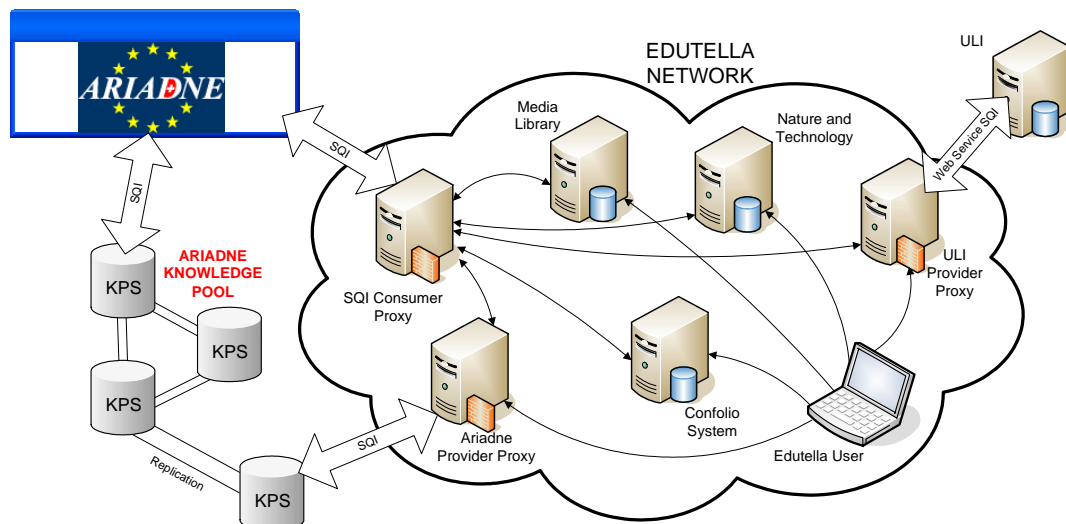 ARIADNE
EDUTELLA
NETWORK
ULI
Media
Library
Nature and
Technology
SQI
Web Service SQI
SQI
ARIADNE
KNOWLEDGE
POOL
KPS
KPS
KPS
KPS
SQI Consumer
Proxy
ULI
Provider
Proxy
Ariadne
Provider Proxy
Confolio
System
Edutella User
SQI
Replication